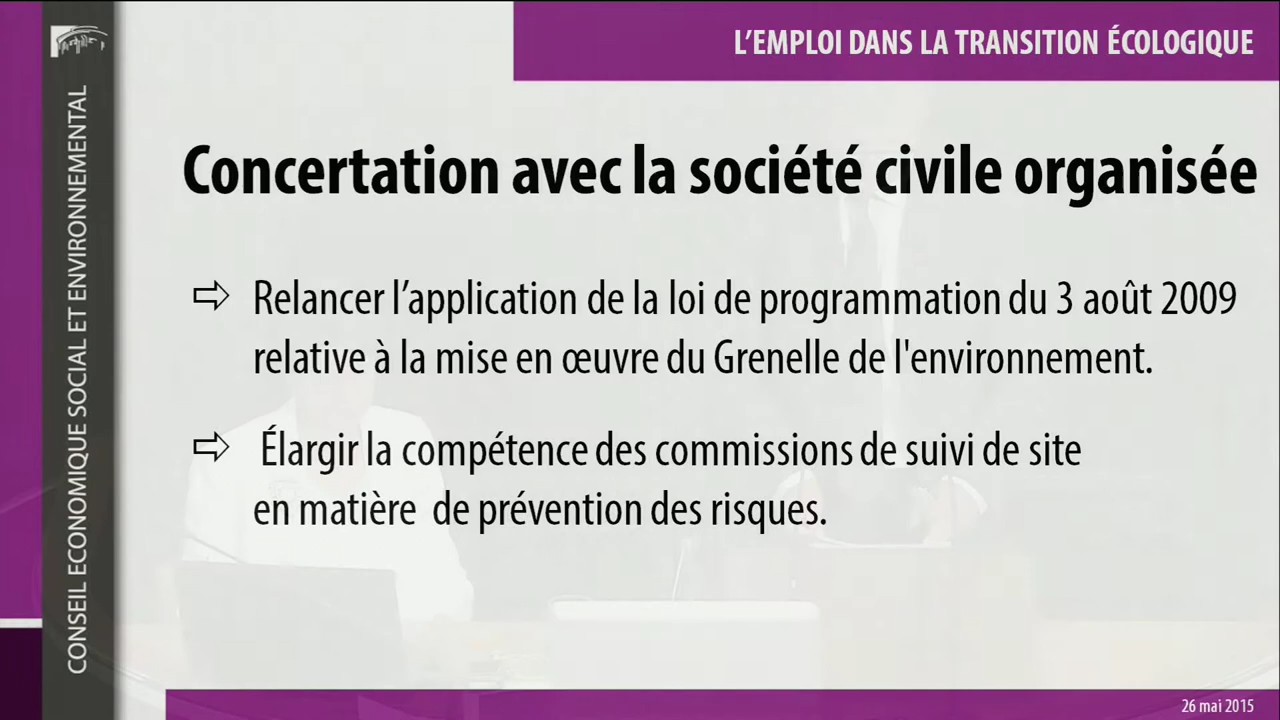 L’EMPLOI DANS LA TRANSITION ÉCOLOGIQUE
CONSEIL ECONOMIQUE SOCIAL ET ENVIRONNEMENTAL
Concertation avec la société civile organisée
⇨ Relancer l’application de la loi de programmation du 3 août 2009
relative à la mise en œuvre du Grenelle de l'environnement.
⇨ Élargir la compétence des commissions de suivi de site
en matière de prévention des risques.
26 mai 2015